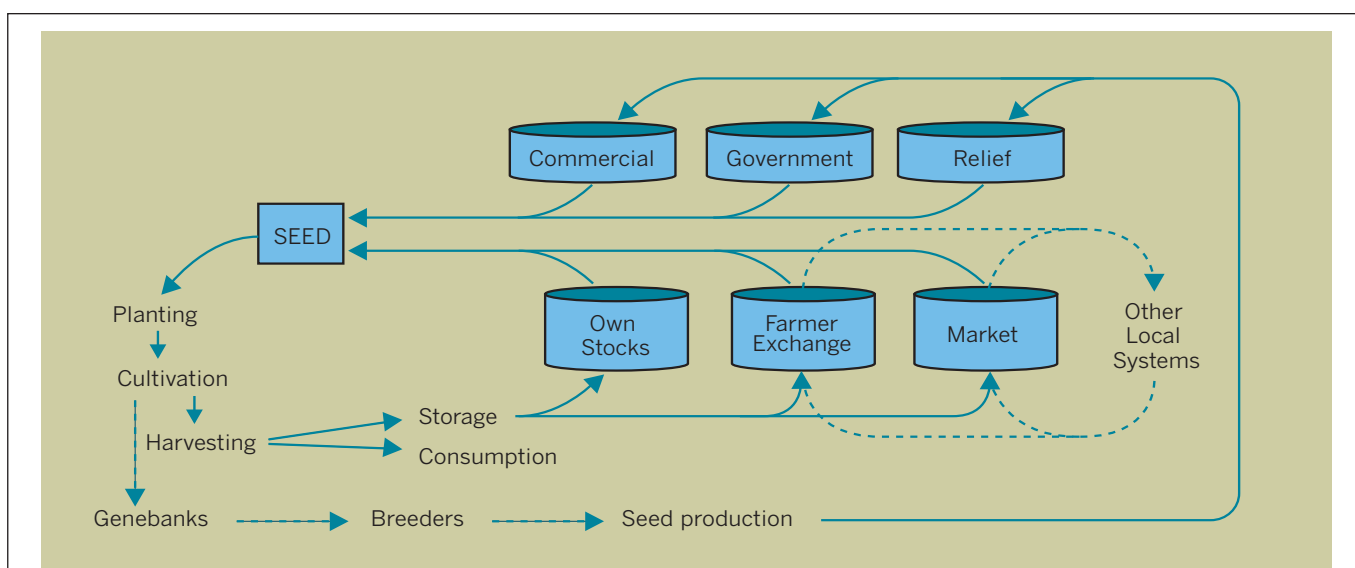 Commercial
Government
Relief
SEED
Planting
Own
Stocks
Farmer
Exchange
Market
Other
Local
Systems
Cultivation
Harvesting
Storage
Consumption
Genebanks
Breeders
Seed production